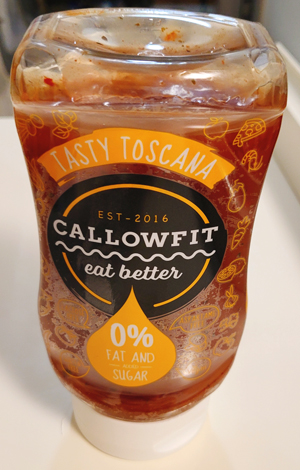 TASTY TOSCANA
EST-2016
CALLOWFIT
eat better
0%
FAT AND
SUGAR